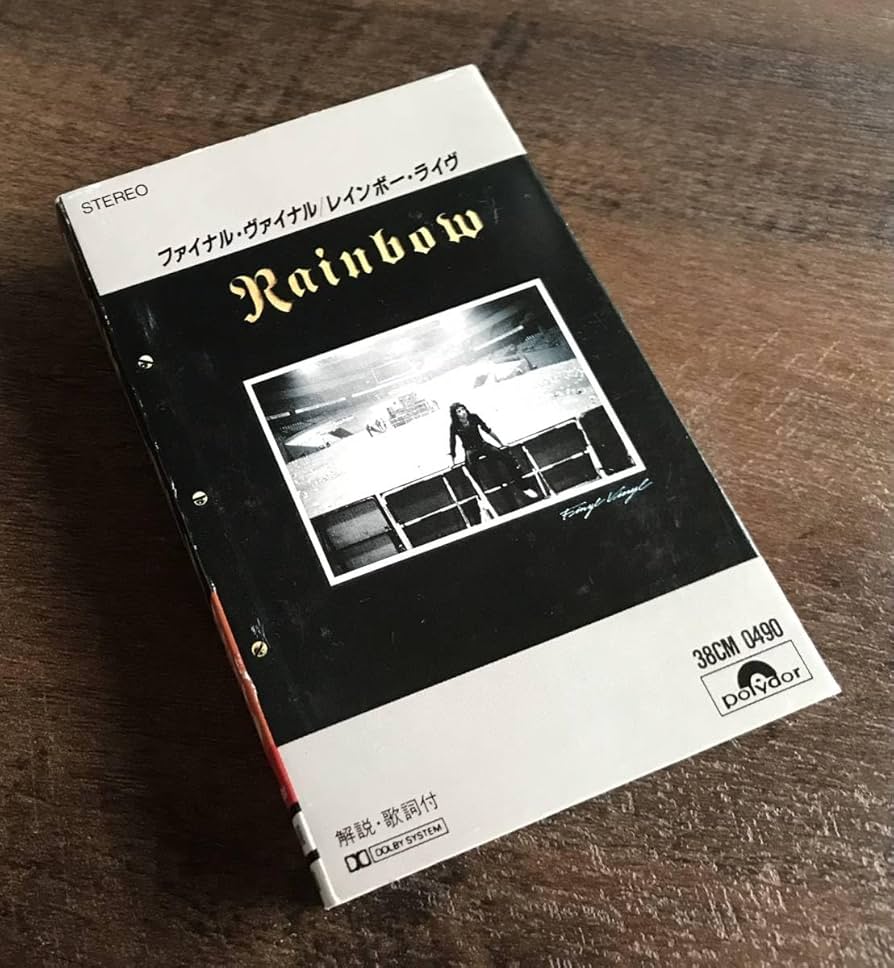 STEREO
ファイナル・ヴァイナル/レインボー・ライヴ
Rainbow
Finyl Vinyl
38CM 0490
polydor
解説・歌詞付
DOLBY SYSTEM